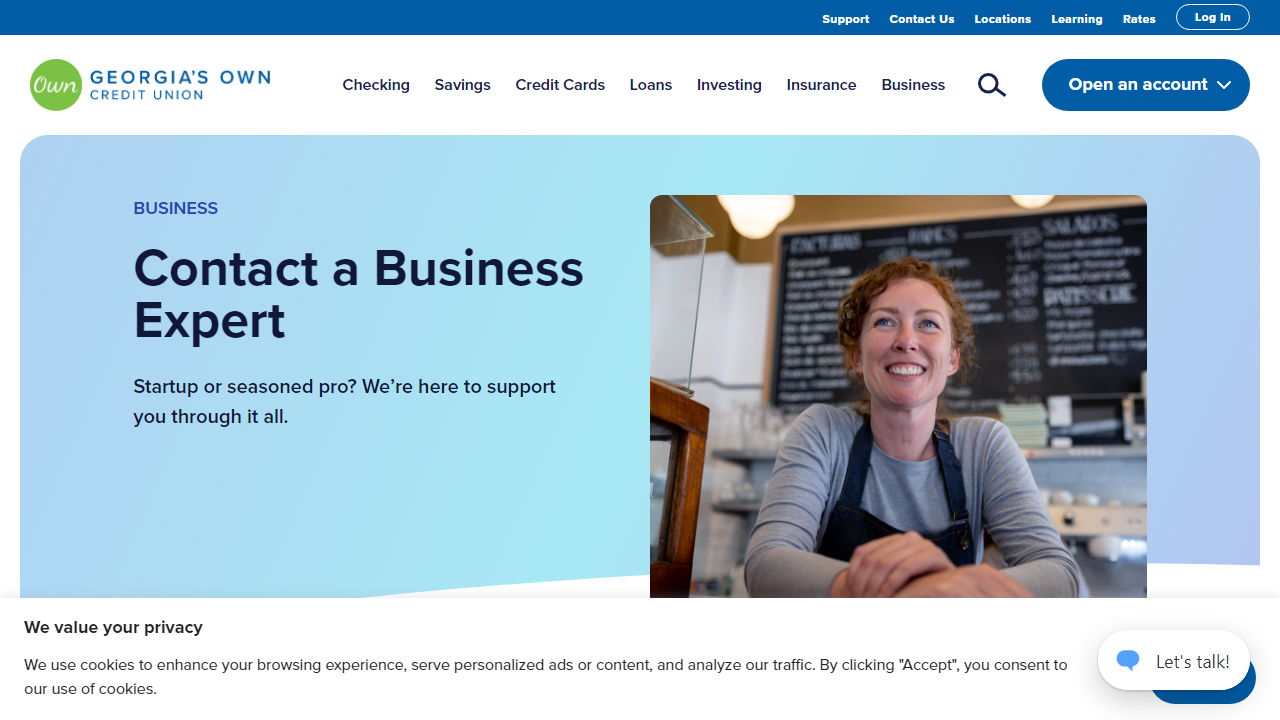 Support Contact Us Locations Learning Rates Log In
Own GEORGIA'S OWN
CREDIT UNION
Checking Savings Credit Cards Loans Investing Insurance Business
Open an account
BUSINESS
Contact a Business
Expert
Startup or seasoned pro? We’re here to support
you through it all.
We value your privacy
We use cookies to enhance your browsing experience, serve personalized ads or content, and analyze our traffic. By clicking "Accept", you consent to
our use of cookies.
Let's talk!